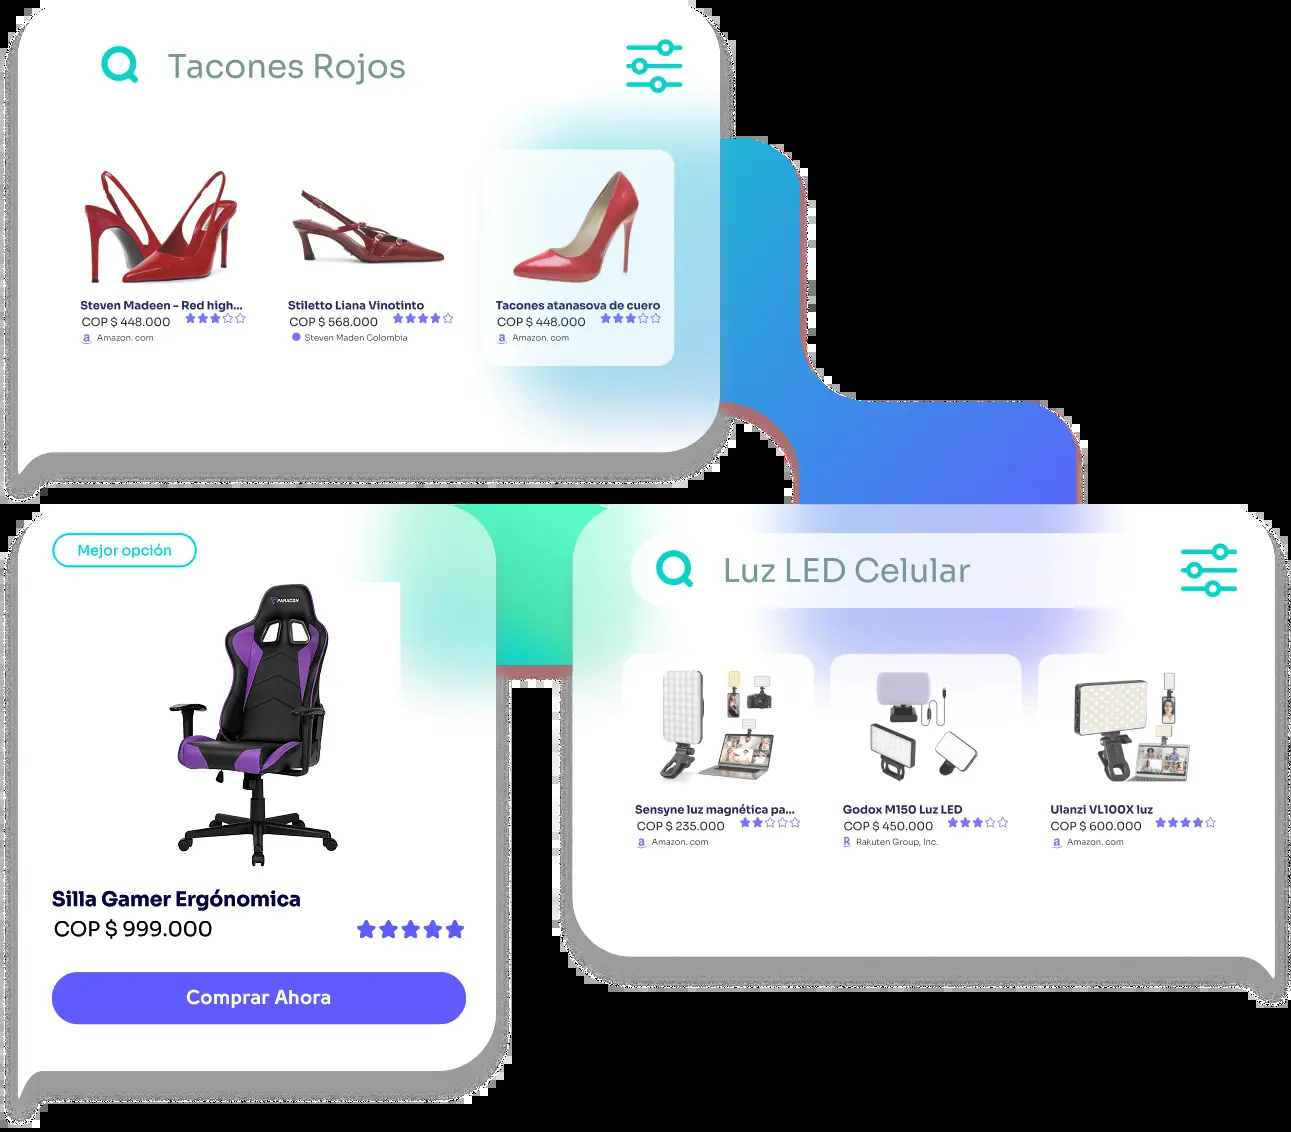 Tacones Rojos
Steven Madeen - Red high...
COP $ 448.000
a Amazon. com
Stiletto Liana Vinotinto
COP $ 568.000
Steven Maden Colombia
Tacones atanasova de cuero
COP $ 448.000
a Amazon. com
Mejor opción
PARACON
Silla Gamer Ergónomica
COP $ 999.000
Comprar Ahora
Luz LED Celular
Sensyne luz magnética pa...
COP $ 235.000
a Amazon. com
Godox M150 Luz LED
COP $ 450.000
R Rakuten Group, Inc.
Ulanzi VL100X luz
COP $ 600.000
a Amazon. com